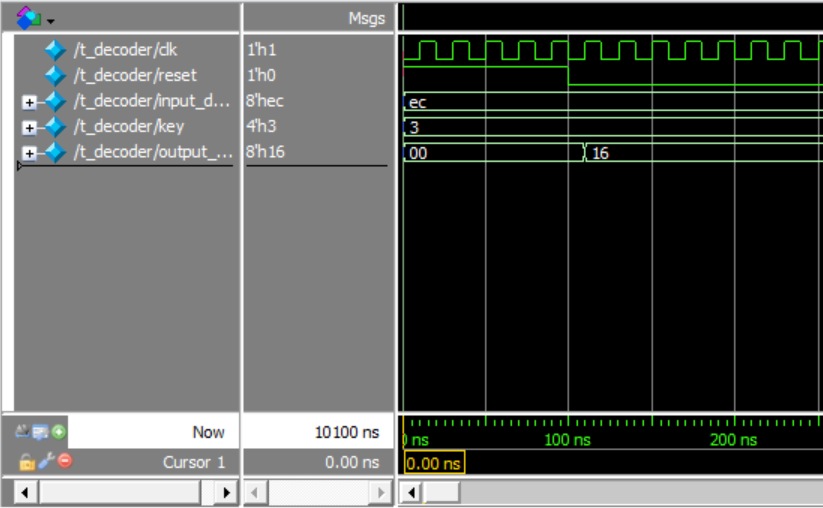 Msgs
/t_decoder/clk 1'h1
/t_decoder/reset 1'h0
/t_decoder/input_d... 8'hec ec
/t_decoder/key 4'h3 3
/t_decoder/output_... 8'h16 00 16
Now 10100 ns 0 ns 100 ns 200 ns
Cursor 1 0.00 ns 0.00 ns